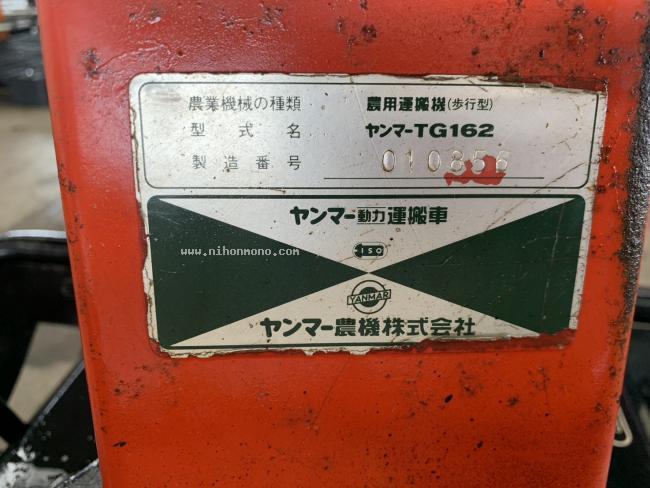 農業機械の種類 農用運搬機(歩行型)
型式名 ヤンマーTG162
製造番号 010856
ヤンマー動力運搬車
www.nihonmono.com
ISO
YANMAR
ヤンマー農機株式会社